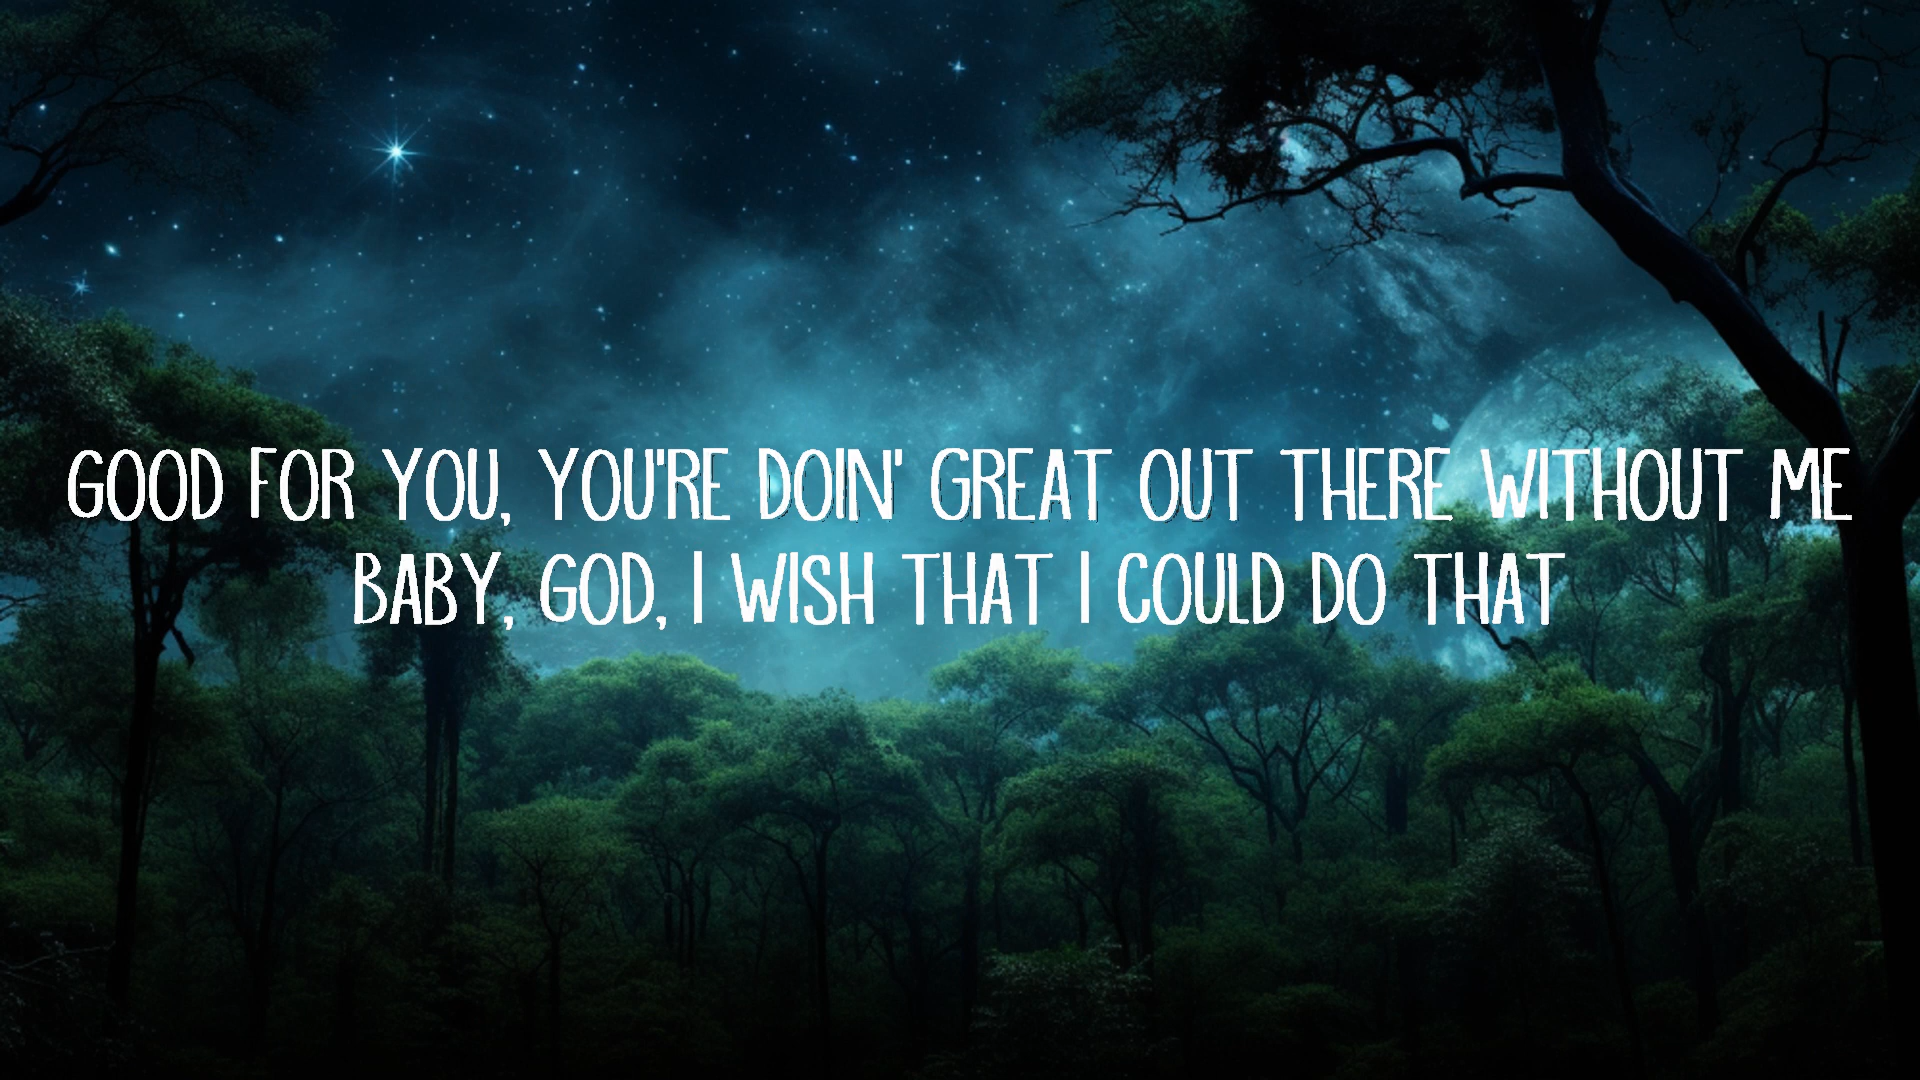 GOOD FOR YOU, YOU'RE DOIN' GREAT OUT THERE WITHOUT ME
BABY, GOD, I WISH THAT I COULD DO THAT